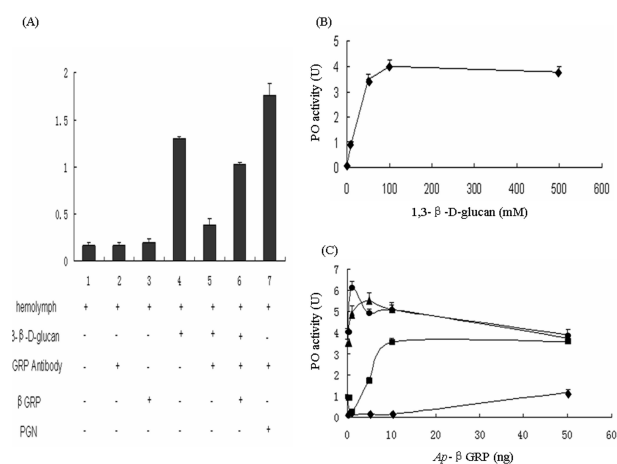 (A)
2
1.5
1
0.5
0
1 2 3 4 5 6 7
hemolymph + + + + + + +
3-β-D-glucan - - - + + + -
GRP Antibody - + - - + + +
βGRP - - + - - + -
PGN - - - - - - +
(B)
PO activity (U)
5
4
3
2
1
0
0 100 200 300 400 500 600
1,3-β-D-glucan (mM)
(C)
PO activity (U)
7
6
5
4
3
2
1
0
0 10 20 30 40 50 60
Ap-βGRP (ng)